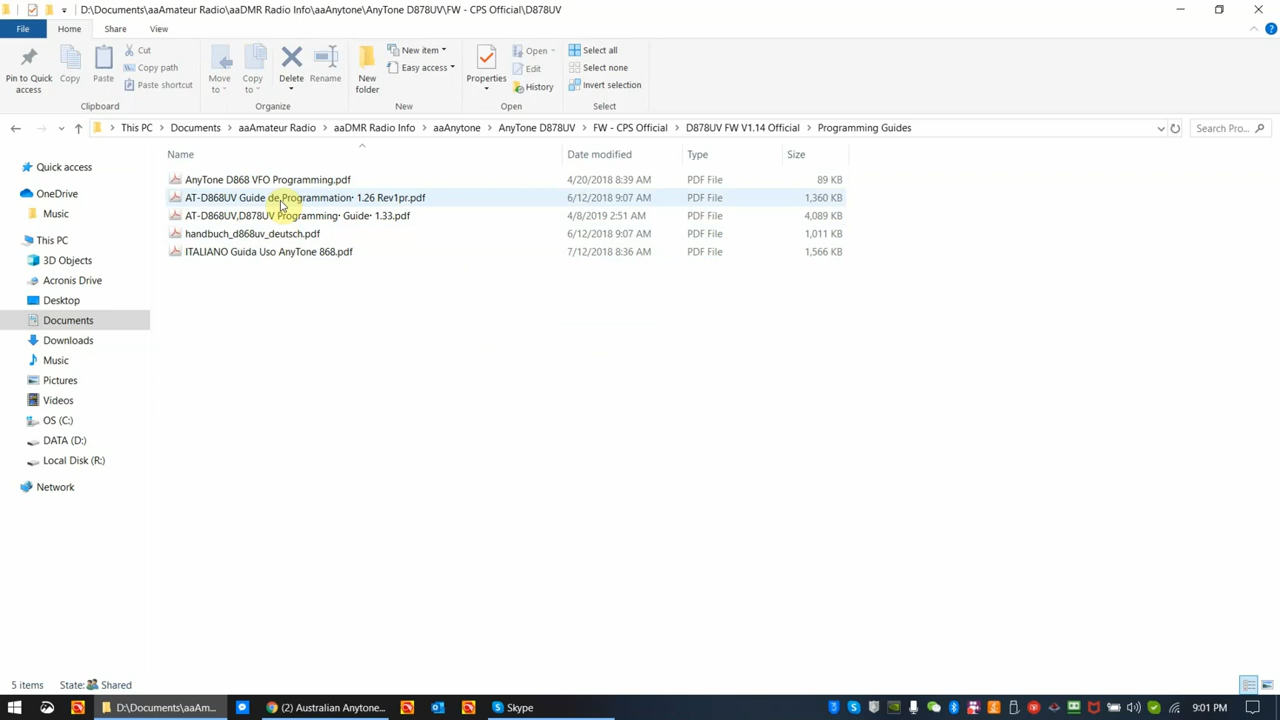 D:\Documents\aaAmateur Radio\aaDMR Radio Info\aaAnytone\AnyTone D878UV\FW - CPS Official\D878UV
File Home Share View
Pin to Quick access
Copy
Paste
Cut
Copy path
Paste shortcut
Clipboard
Move to
Copy to
Delete
Rename
Organize
New folder
New item
Easy access
New
Properties
Open
Edit
History
Open
Select all
Select none
Invert selection
Select
This PC Documents aaAmateur Radio aaDMR Radio Info aaAnytone AnyTone D878UV FW - CPS Official D878UV FW V1.14 Official Programming Guides
Search Pro...
Name Date modified Type Size
AnyTone D868 VFO Programming.pdf 4/20/2018 8:39 AM PDF File 89 KB
AT-D868UV Guide de Programmation· 1.26 Rev1pr.pdf 6/12/2018 9:07 AM PDF File 1,360 KB
AT-D868UV,D878UV Programming· Guide· 1.33.pdf 4/8/2019 2:51 AM PDF File 4,089 KB
handbuch_d868uv_deutsch.pdf 6/12/2018 9:07 AM PDF File 1,011 KB
ITALIANO Guida Uso AnyTone 868.pdf 7/12/2018 8:36 AM PDF File 1,566 KB
Quick access
OneDrive
Music
This PC
3D Objects
Acronis Drive
Desktop
Documents
Downloads
Music
Pictures
Videos
OS (C:)
DATA (D:)
Local Disk (R:)
Network
5 items State: Shared
D:\Documents\aaAm... (2) Australian Anytone... Skype 9:01 PM